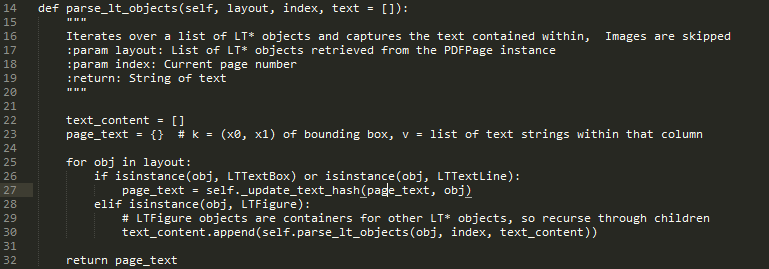 14 def parse_lt_objects(self, layout, index, text = []):
15     """
16     Iterates over a list of LT* objects and captures the text contained within,  Images are skipped
17     :param layout: List of LT* objects retrieved from the PDFPage instance
18     :param index: Current page number
19     :return: String of text
20     """
21
22     text_content = []
23     page_text = {}  # k = (x0, x1) of bounding box, v = list of text strings within that column
24
25     for obj in layout:
26         if isinstance(obj, LTTextBox) or isinstance(obj, LTTextLine):
27             page_text = self._update_text_hash(page_text, obj)
28         elif isinstance(obj, LTFigure):
29             # LTFigure objects are containers for other LT* objects, so recurse through children
30             text_content.append(self.parse_lt_objects(obj, index, text_content))
31
32     return page_text